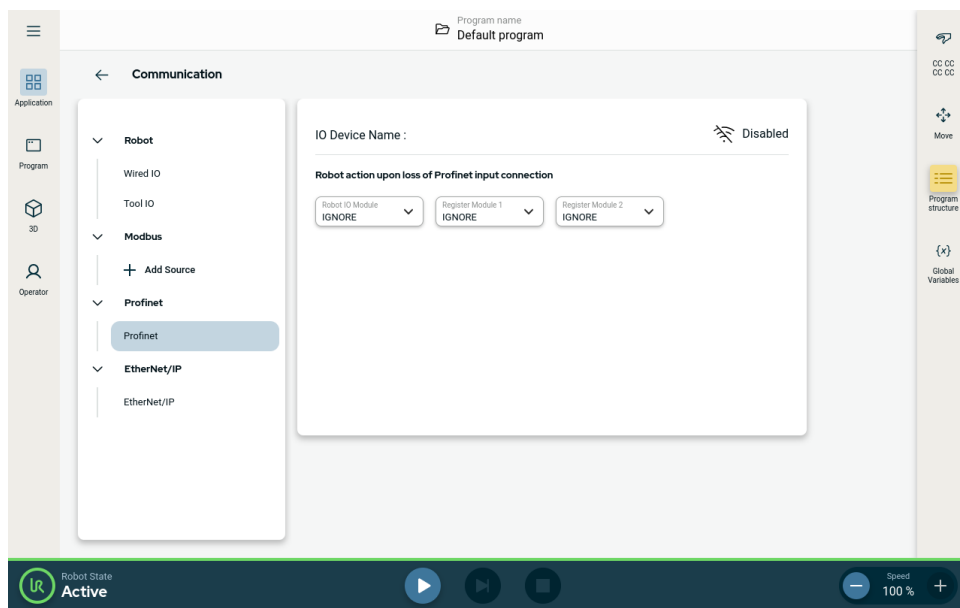 Program name
Default program
Application
Program
3D
Operator
Communication
Robot
Wired IO
Tool IO
Modbus
Add Source
Profinet
Profinet
EtherNet/IP
EtherNet/IP
IO Device Name :
Disabled
Robot action upon loss of Profinet input connection
Robot IO Module
IGNORE
Register Module 1
IGNORE
Register Module 2
IGNORE
CC CC
CC CC
Move
Program
structure
{x}
Global
Variables
UR
Robot State
Active
Speed
100 %